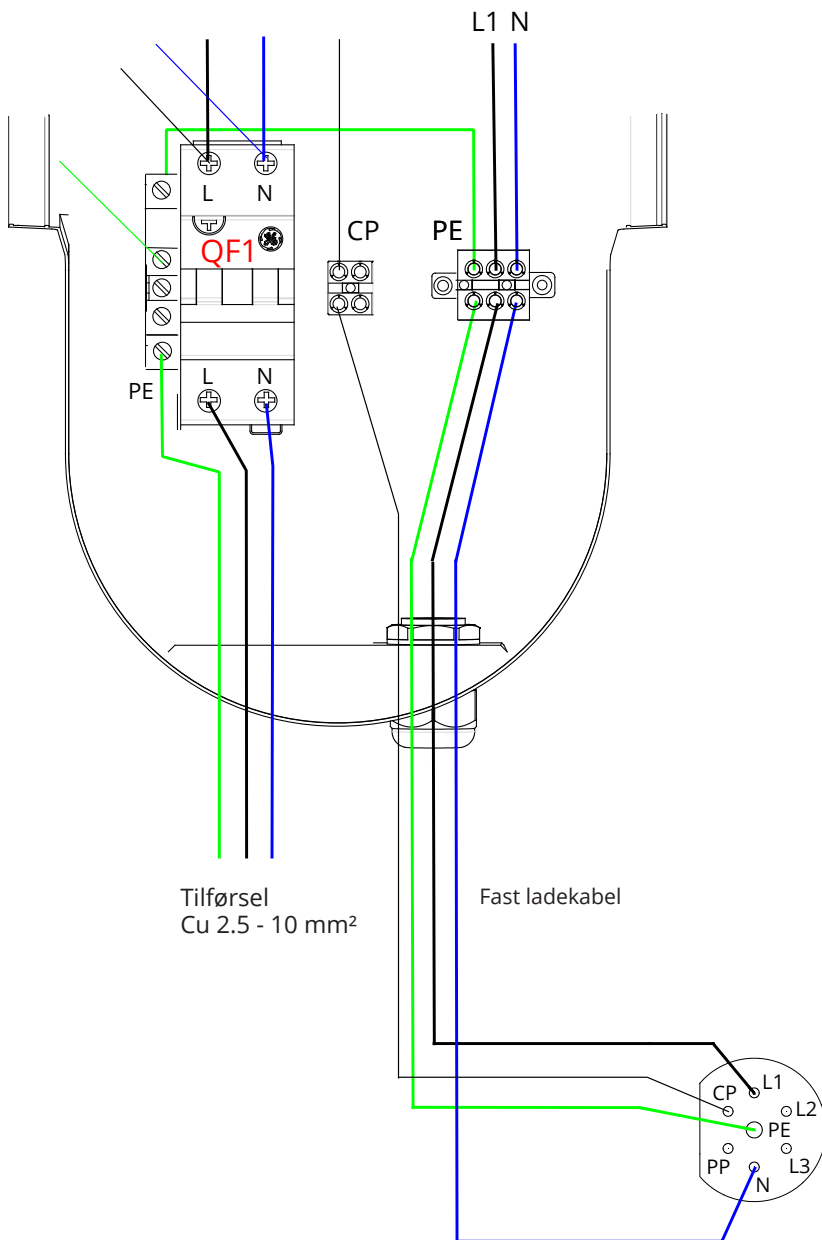 L1 N
L N
CP PE
QF1
L N
PE
Tilførsel
Cu 2.5 - 10 mm²
Fast ladekabel
L1
CP
L2
PE
PP
L3
N